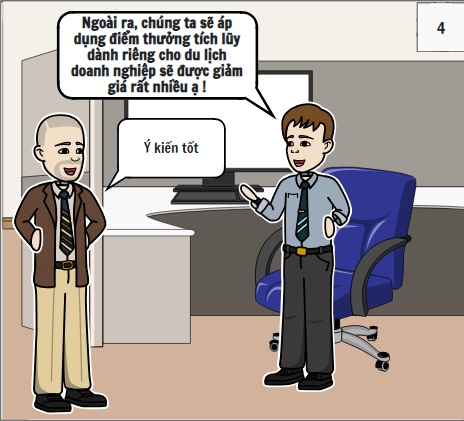 4
Ngoài ra, chúng ta sẽ áp
dụng điểm thưởng tích lũy
dành riêng cho du lịch
doanh nghiệp sẽ được giảm
giá rất nhiều ạ !
Ý kiến tốt